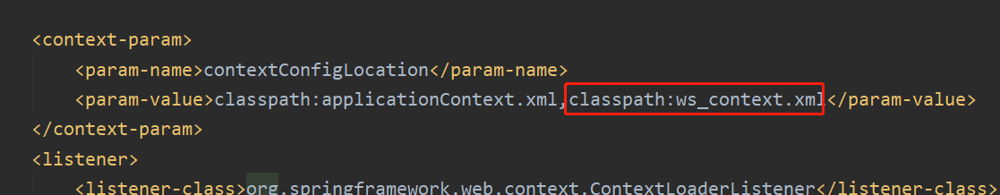 <context-param>
<param-name>contextConfigLocation</param-name>
<param-value>classpath:applicationContext.xml,classpath:ws_context.xml</param-value>
</context-param>
<listener>
<listener-class>org.springframework.web.context.ContextLoaderListener</listener-class>